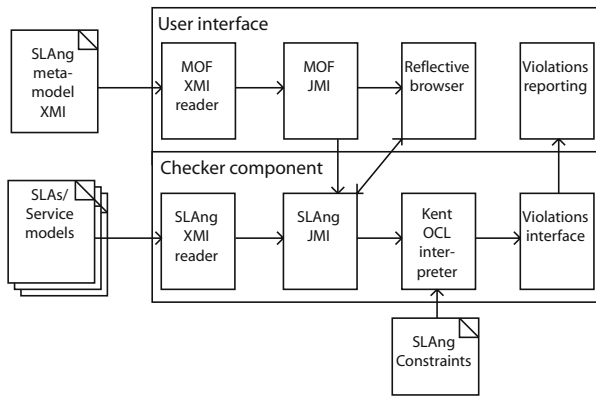 User interface
SLAng
meta-
model
XMI
MOF
XMI
reader
MOF
JMI
Reflective
browser
Violations
reporting
Checker component
SLAs/
Service
models
SLAng
XMI
reader
SLAng
JMI
Kent
OCL
inter-
preter
Violations
interface
SLAng
Constraints